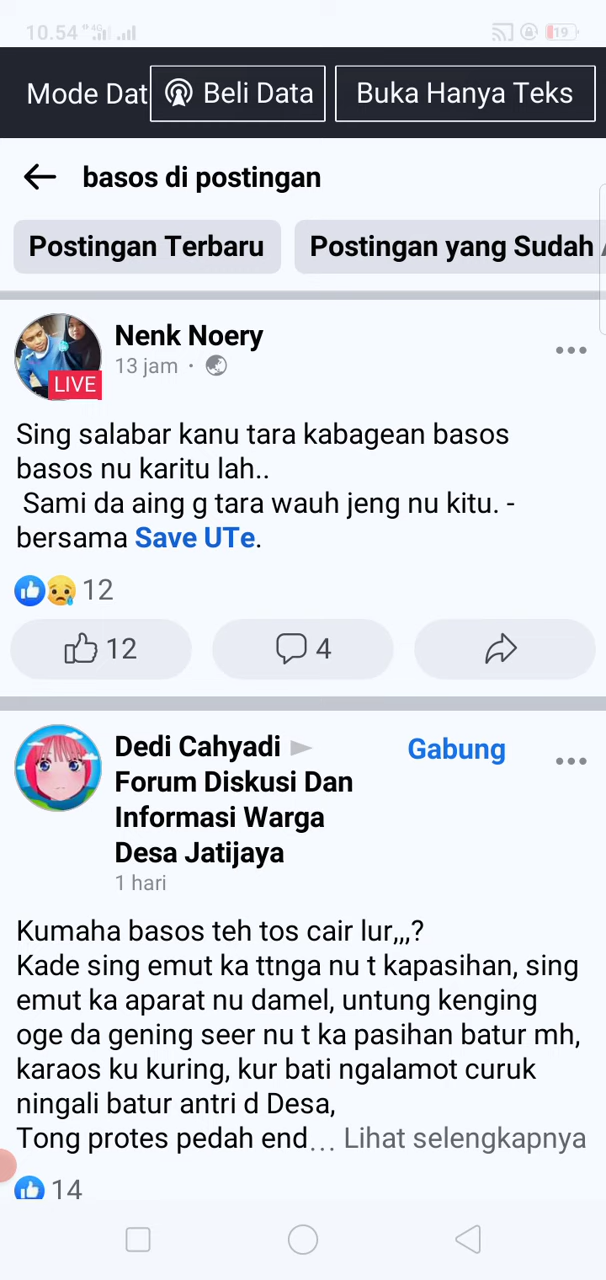 10.54
4G
19
Mode Dat
Beli Data
Buka Hanya Teks
basos di postingan
Postingan Terbaru
Postingan yang Sudah
Nenk Noery
13 jam ·
LIVE
Sing salabar kanu tara kabagean basos
basos nu karitu lah..
Sami da aing g tara wauh jeng nu kitu. -
bersama Save UTe.
12
12
4
Dedi Cahyadi
Gabung
Forum Diskusi Dan
Informasi Warga
Desa Jatijaya
1 hari
Kumaha basos teh tos cair lur,,,?
Kade sing emut ka ttnga nu t kapasihan, sing
emut ka aparat nu damel, untung kenging
oge da gening seer nu t ka pasihan batur mh,
karaos ku kuring, kur bati ngalamot curuk
ningali batur antri d Desa,
Tong protes pedah end... Lihat selengkapnya
14